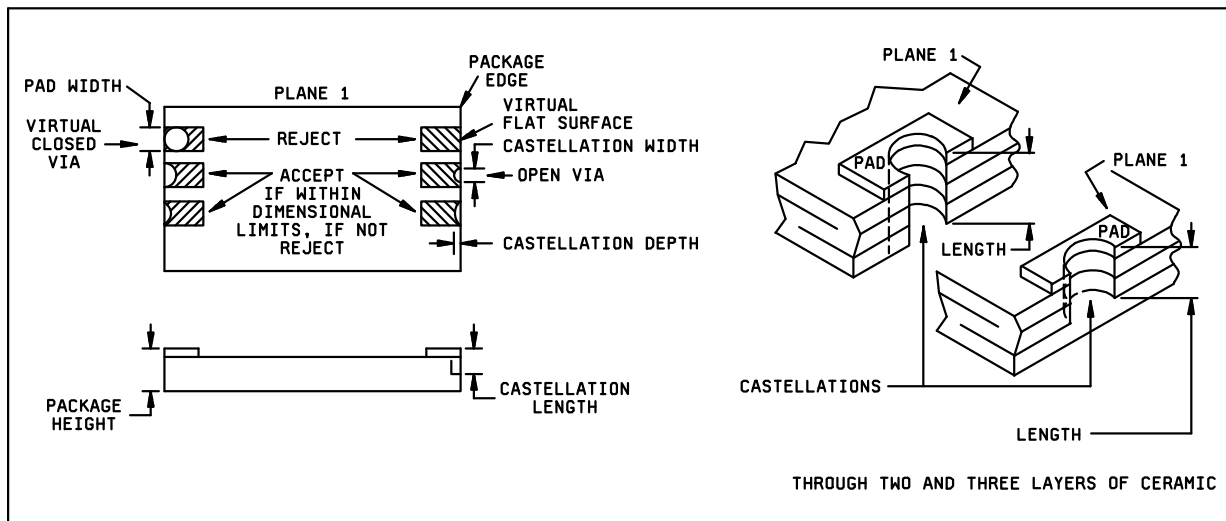 PAD WIDTH
VIRTUAL
CLOSED
VIA
PLANE 1
PACKAGE
EDGE
VIRTUAL
FLAT SURFACE
REJECT
CASTELLATION WIDTH
ACCEPT
IF WITHIN
DIMENSIONAL
LIMITS, IF NOT
REJECT
OPEN VIA
CASTELLATION DEPTH
PACKAGE
HEIGHT
CASTELLATION
LENGTH
PLANE 1
PAD
LENGTH
PLANE 1
PAD
CASTELLATIONS
LENGTH
THROUGH TWO AND THREE LAYERS OF CERAMIC